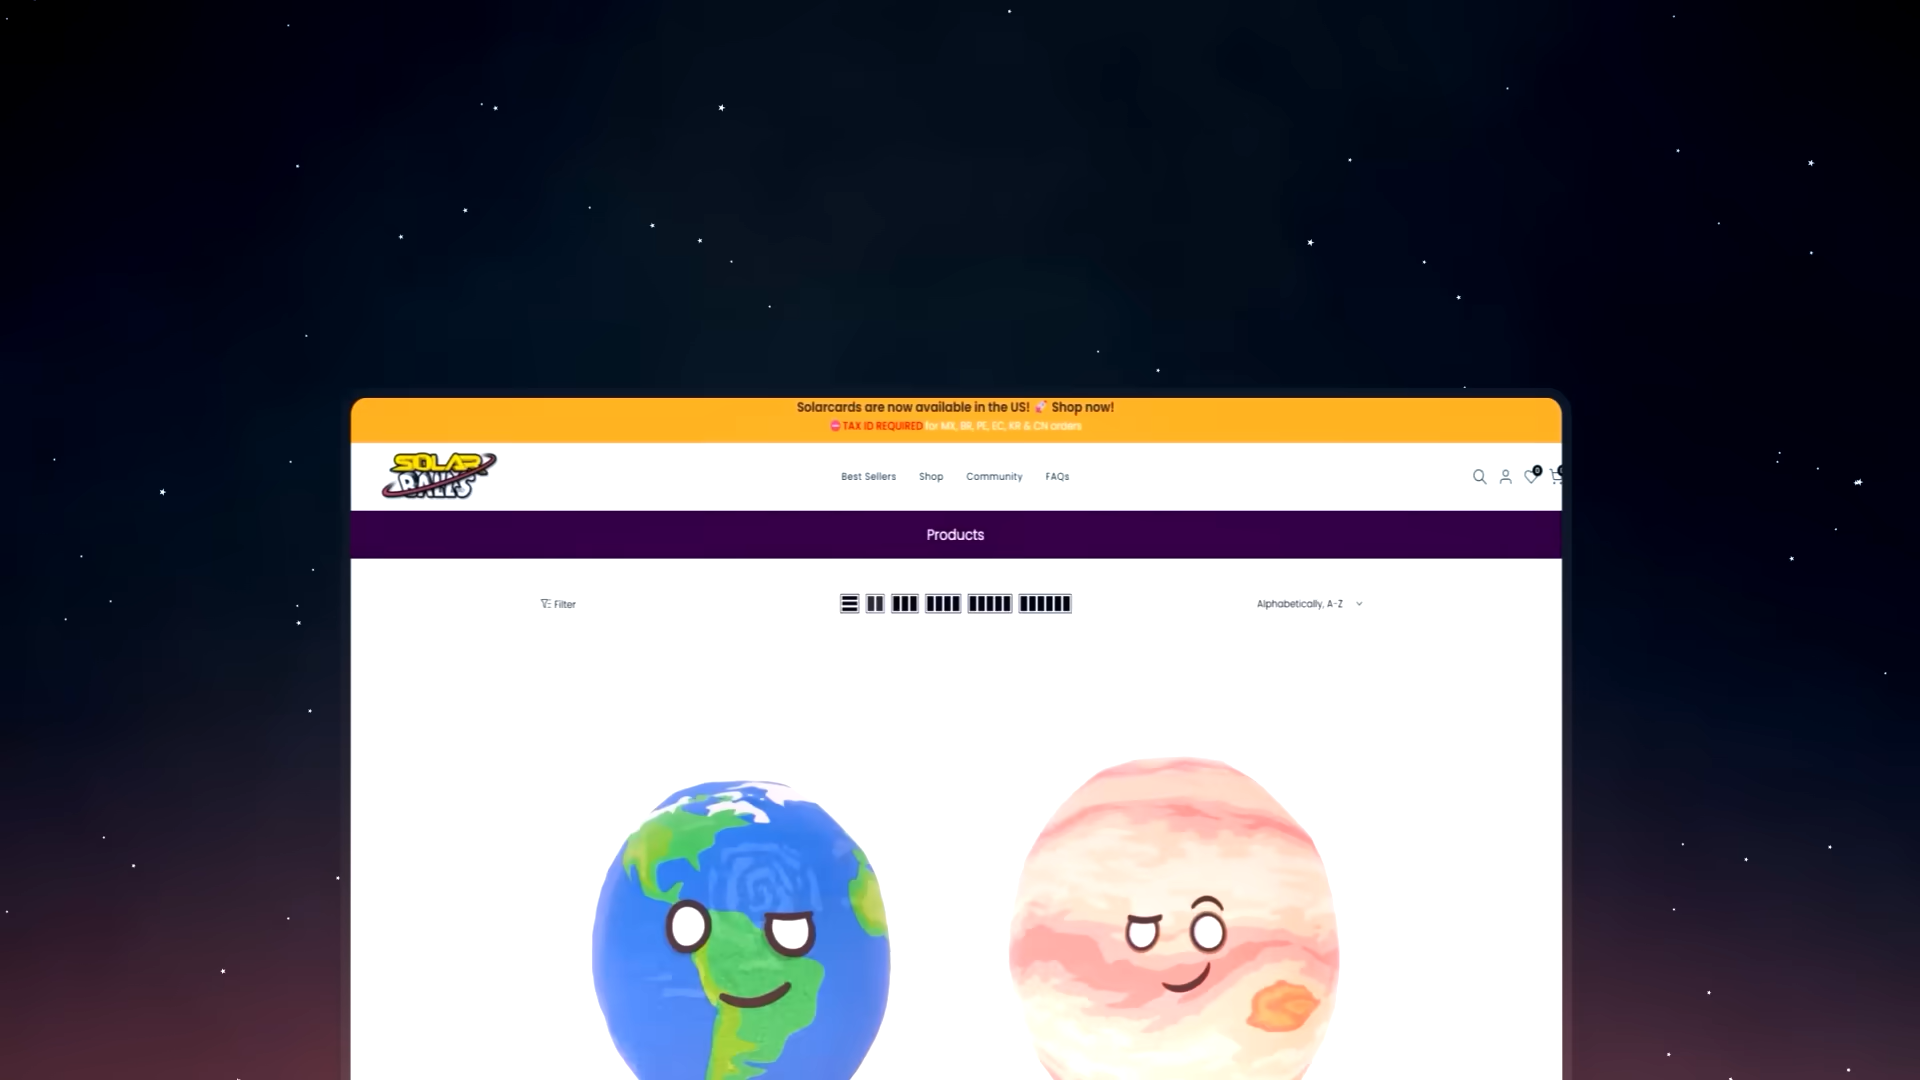 Solarcards are now available in the US! 🚀 Shop now!
⛔ TAX ID REQUIRED for MX, BR, PE, EC, KR & CN orders
SOLAR
BALLS
Best Sellers Shop Community FAQs
0
Products
Filter
Alphabetically, A-Z